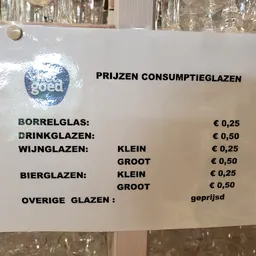 het
goed
PRIJZEN CONSUMPTIEGLAZEN
BORRELGLAS: € 0,25
DRINKGLAZEN: € 0,50
WIJNGLAZEN: KLEIN € 0,25
GROOT € 0,50
BIERGLAZEN: KLEIN € 0,25
GROOT € 0,50
OVERIGE GLAZEN : geprijsd